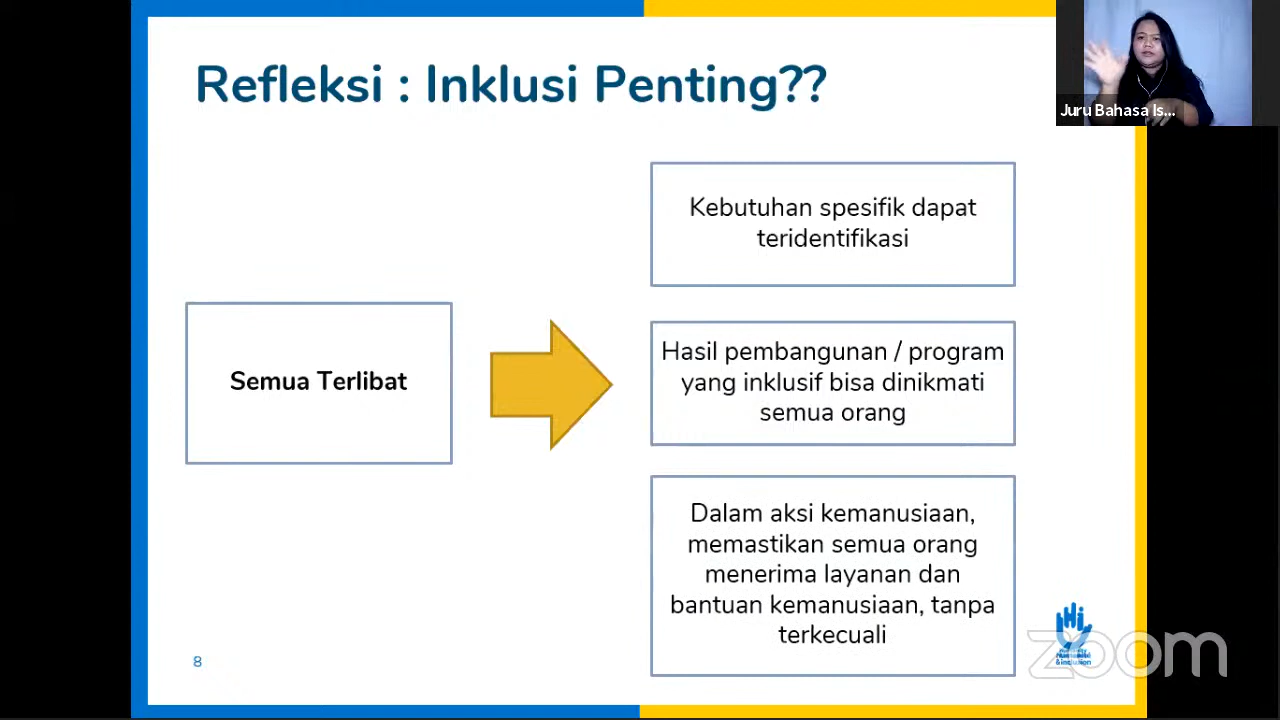 Refleksi : Inklusi Penting??
Juru Bahasa Is...
Kebutuhan spesifik dapat
teridentifikasi
Semua Terlibat
Hasil pembangunan / program
yang inklusif bisa dinikmati
semua orang
Dalam aksi kemanusiaan,
memastikan semua orang
menerima layanan dan
bantuan kemanusiaan, tanpa
terkecuali
8
zoom